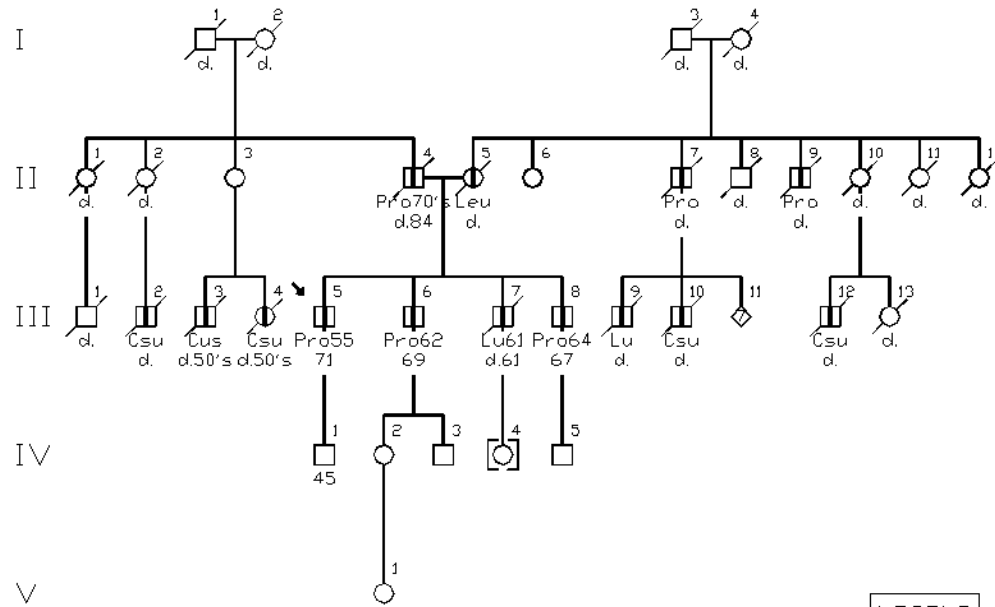 1 2 3 4
I
d. d. d. d.
1 2 3 4 5 6 7 8 9 10 11 1
II
d. d. Pro70's Leu Pro d. Pro d. d. d.
d.84 d. d. d.
1 2 3 4 5 6 7 8 9 10 11 12 13
III 7
d. Csu Cus Csu Pro55 Pro62 Lu61 Pro64 Lu Csu Csu d.
d. d.50's d.50's 71 69 d.61 67 d. d. d.
1 2 3 4 5
IV
45
1
V